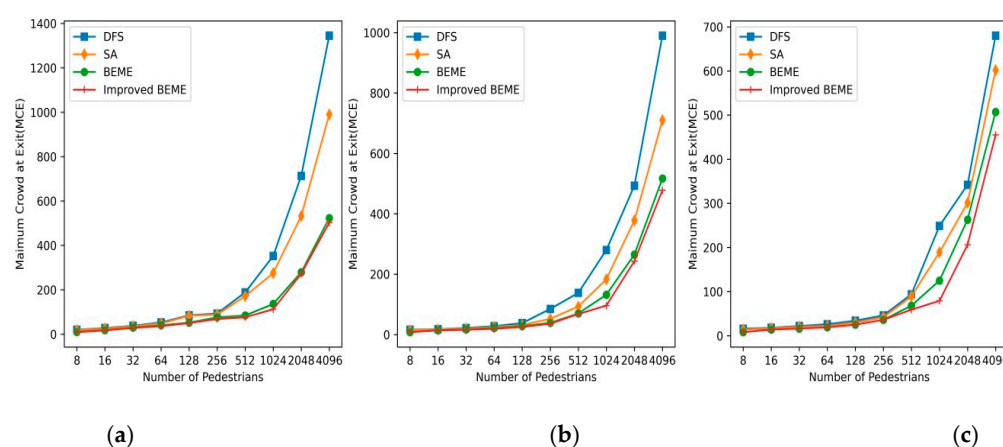 1400
1200
1000
800
600
400
200
0
Maimum Crowd at Exit(MCE)
DFS
SA
BEME
Improved BEME
8 16 32 64 128 256 512 1024 2048 4096
Number of Pedestrians
(a)
1000
800
600
400
200
0
Maimum Crowd at Exit(MCE)
DFS
SA
BEME
Improved BEME
8 16 32 64 128 256 512 1024 2048 4096
Number of Pedestrians
(b)
700
600
500
400
300
200
100
0
Maimum Crowd at Exit(MCE)
DFS
SA
BEME
Improved BEME
8 16 32 64 128 256 512 1024 2048 409
Number of Pedestrians
(c)